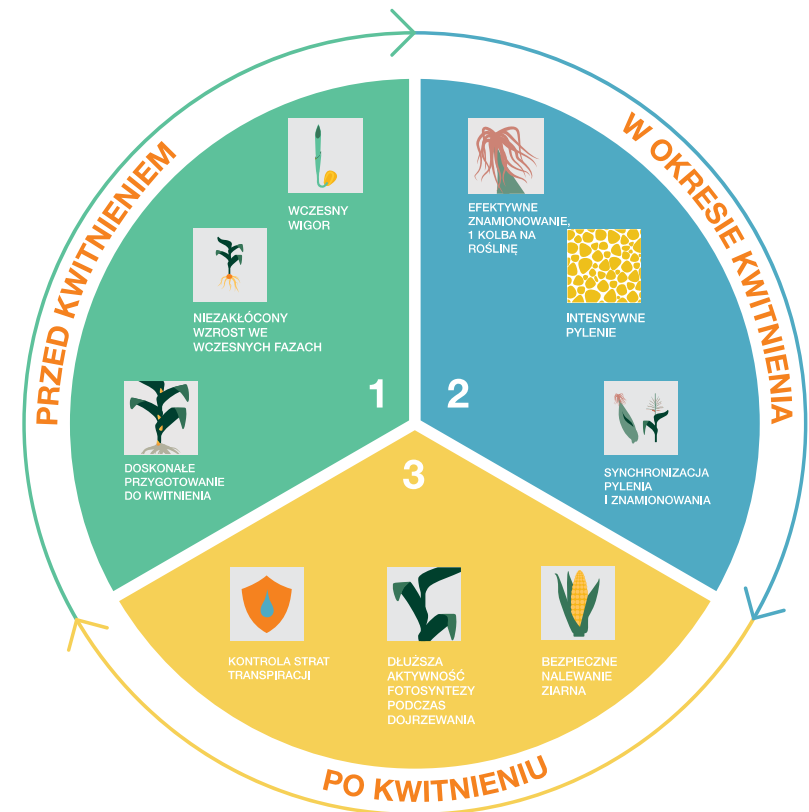 PRZED KWITNIENIEM
WCZESNY
WIGOR
NIEZAKŁÓCONY
WZROST WE
WCZESNYCH FAZACH
DOSKONAŁE
PRZYGOTOWANIE
DO KWITNIENIA
1
W OKRESIE KWITNIENIA
EFEKTYWNE
ZNAMIONOWANIE,
1 KOLBA NA
ROŚLINĘ
INTENSYWNE
PYLENIE
SYNCHRONIZACJA
PYLENIA
I ZNAMIONOWANIA
2
3
KONTROLA STRAT
TRANSPIRACJI
DŁUŻSZA
AKTYWNOŚĆ
FOTOSYNTEZY
PODCZAS
DOJRZEWANIA
BEZPIECZNE
NALEWANIE
ZIARNA
PO KWITNIENIU